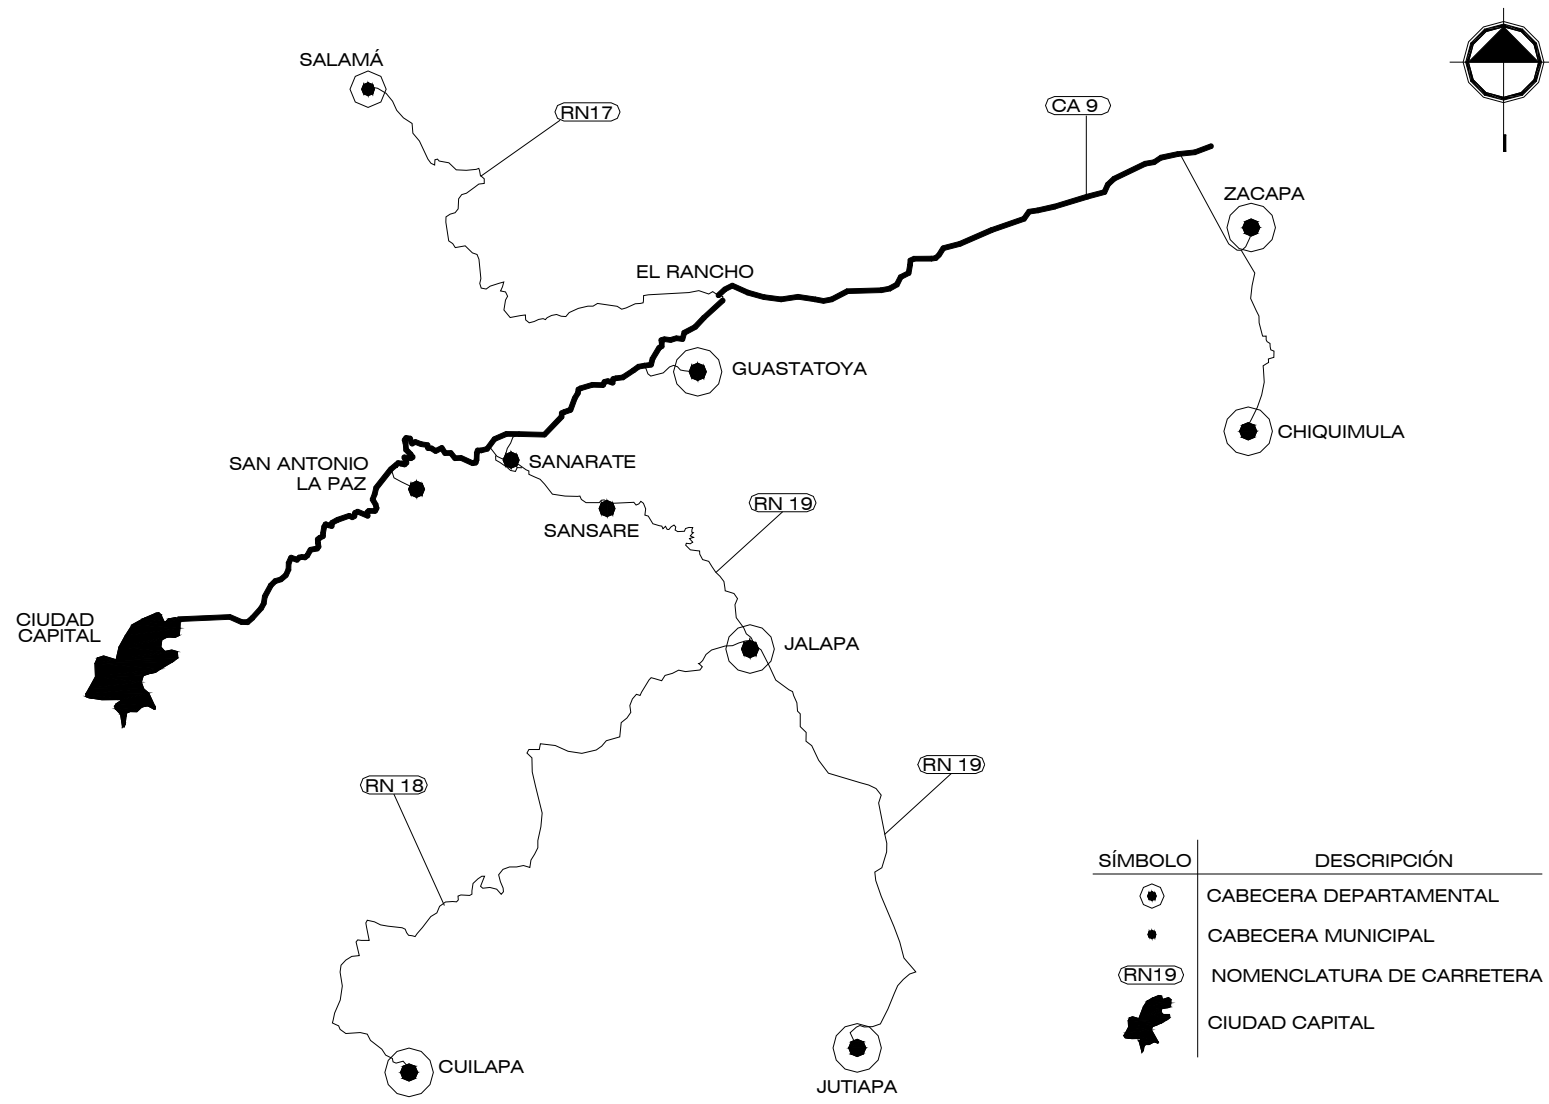 SALAMÁ
RN17
CA 9
ZACAPA
EL RANCHO
GUASTATOYA
CHIQUIMULA
SAN ANTONIO
LA PAZ
SANARATE
RN 19
SANSARE
CIUDAD
CAPITAL
JALAPA
RN 19
RN 18
SÍMBOLO DESCRIPCIÓN
CABECERA DEPARTAMENTAL
CABECERA MUNICIPAL
RN19 NOMENCLATURA DE CARRETERA
CIUDAD CAPITAL
CUILAPA
JUTIAPA